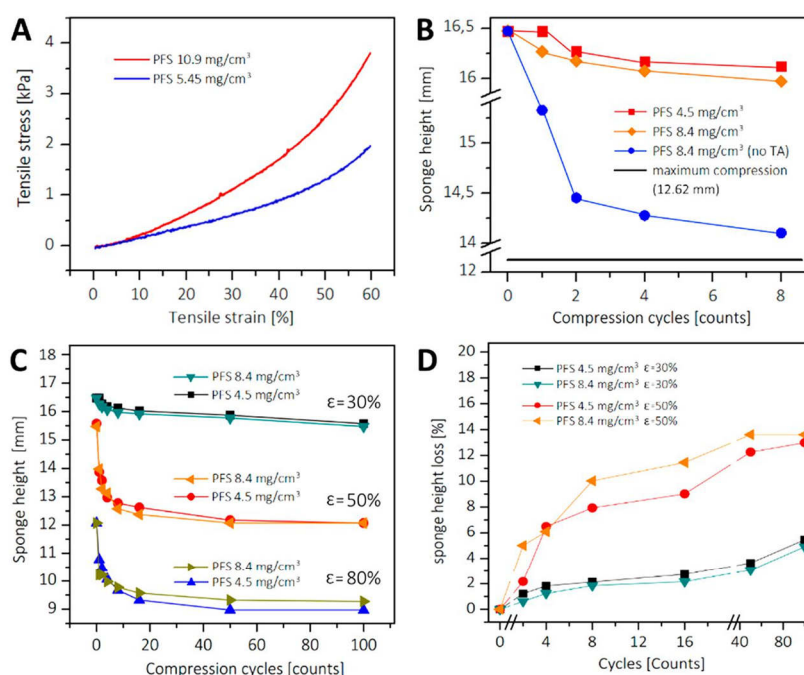 A
Tensile stress [kPa]
4
3
2
1
0
PFS 10.9 mg/cm³
PFS 5.45 mg/cm³
0 10 20 30 40 50 60
Tensile strain [%]
B
Sponge height [mm]
16,5
16
15
14,5
14
12
PFS 4.5 mg/cm³
PFS 8.4 mg/cm³
PFS 8.4 mg/cm³ (no TA)
maximum compression
(12.62 mm)
0 2 4 6 8
Compression cycles [counts]
C
Sponge height [mm]
18
17
16
15
14
13
12
11
10
9
PFS 8.4 mg/cm³
PFS 4.5 mg/cm³
ε=30%
PFS 8.4 mg/cm³
PFS 4.5 mg/cm³
ε=50%
PFS 8.4 mg/cm³
PFS 4.5 mg/cm³
ε=80%
0 20 40 60 80 100
Compression cycles [counts]
D
sponge height loss [%]
20
18
16
14
12
10
8
6
4
2
0
PFS 4.5 mg/cm³ ε=30%
PFS 8.4 mg/cm³ ε=30%
PFS 4.5 mg/cm³ ε=50%
PFS 8.4 mg/cm³ ε=50%
0 4 8 16 40 80
Cycles [Counts]